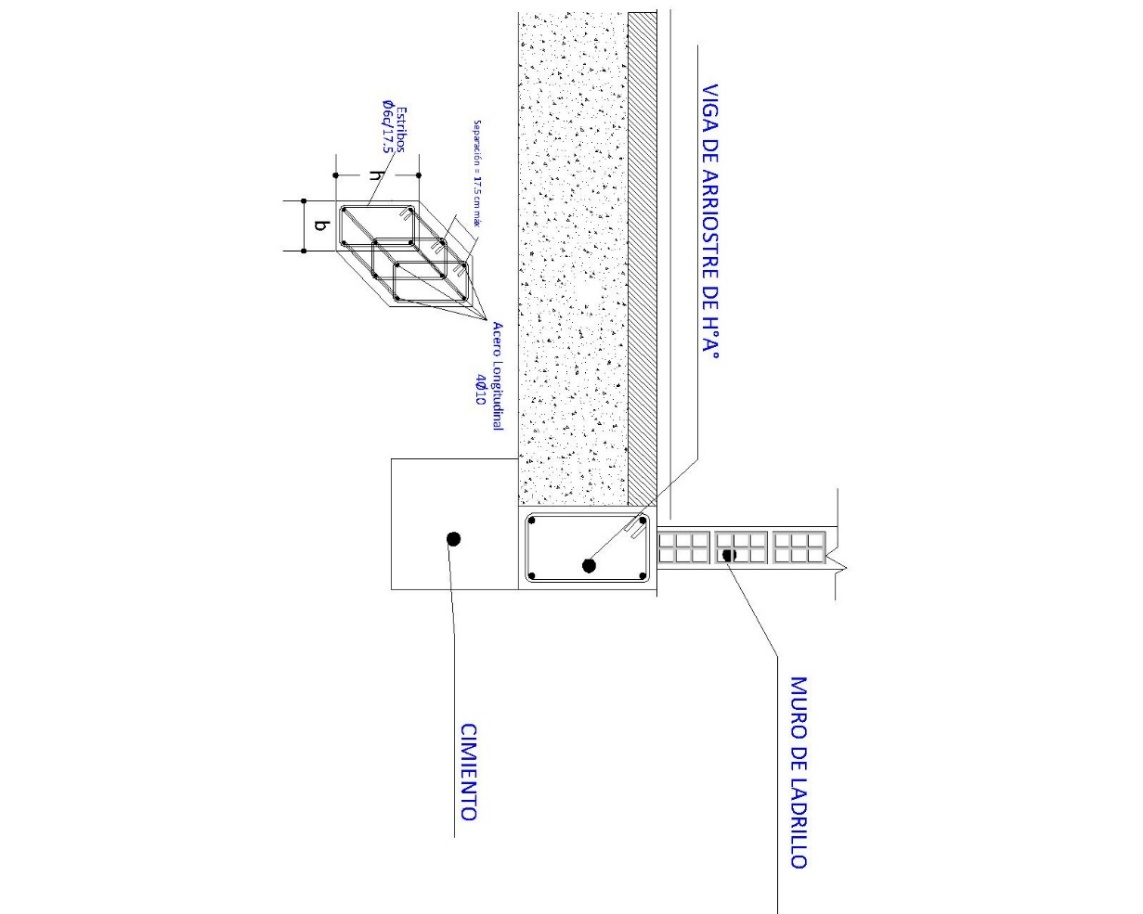 VIGA DE ARRIOSTRE DE H°A°
MURO DE LADRILLO
Separación = 17.5 cm máx
Acero Longitudinal
4Ø10
Estribos
Ø6c/17.5
h
b
CIMIENTO